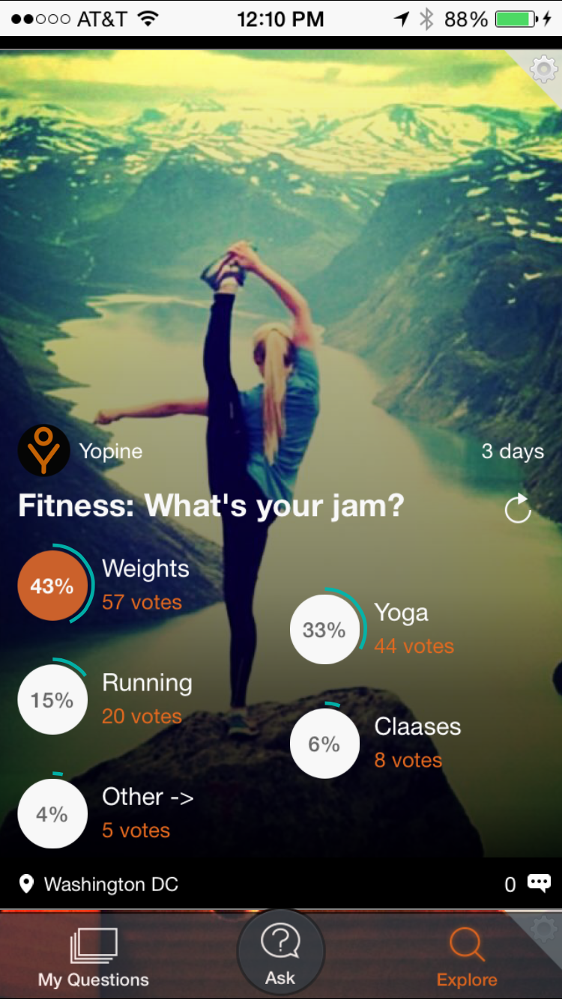 AT&T 12:10 PM 88%
Yopine 3 days
Fitness: What's your jam?
43% Weights
57 votes
33% Yoga
44 votes
15% Running
20 votes
6% Claases
8 votes
4% Other ->
5 votes
Washington DC 0
My Questions Ask Explore